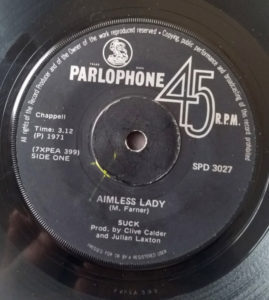 All rights of the Record Producer and of the owner of the work reproduced reserved • Copying, public performance and broadcasting of this record prohibited
TRADE
MARK
PARLOPHONE
45
R.P.M.
Chappell
Time: 3.12
(P) 1971
(7XPEA 399)
SIDE ONE
SPD 3027
AIMLESS LADY
(M. Farner)
SUCK
Prod. by Clive Calder
and Julian Laxton